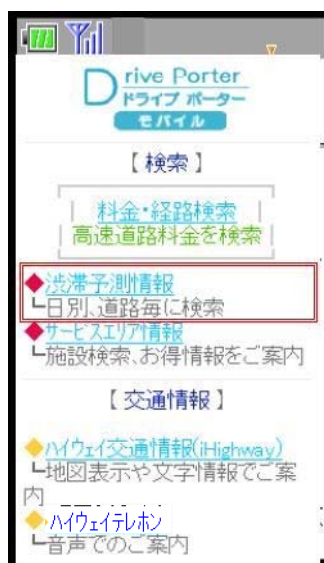 Drive Porter
ドライブ ポーター
モバイル
【検索】
料金・経路検索
高速道路料金を検索
◆渋滞予測情報
┗日別、道路毎に検索
◆サービスエリア情報
┗施設検索、お得情報をご案内
【交通情報】
◆ハイウェイ交通情報(iHighway)
┗地図表示や文字情報でご案
内
◆ハイウェイテレホン
┗音声でのご案内